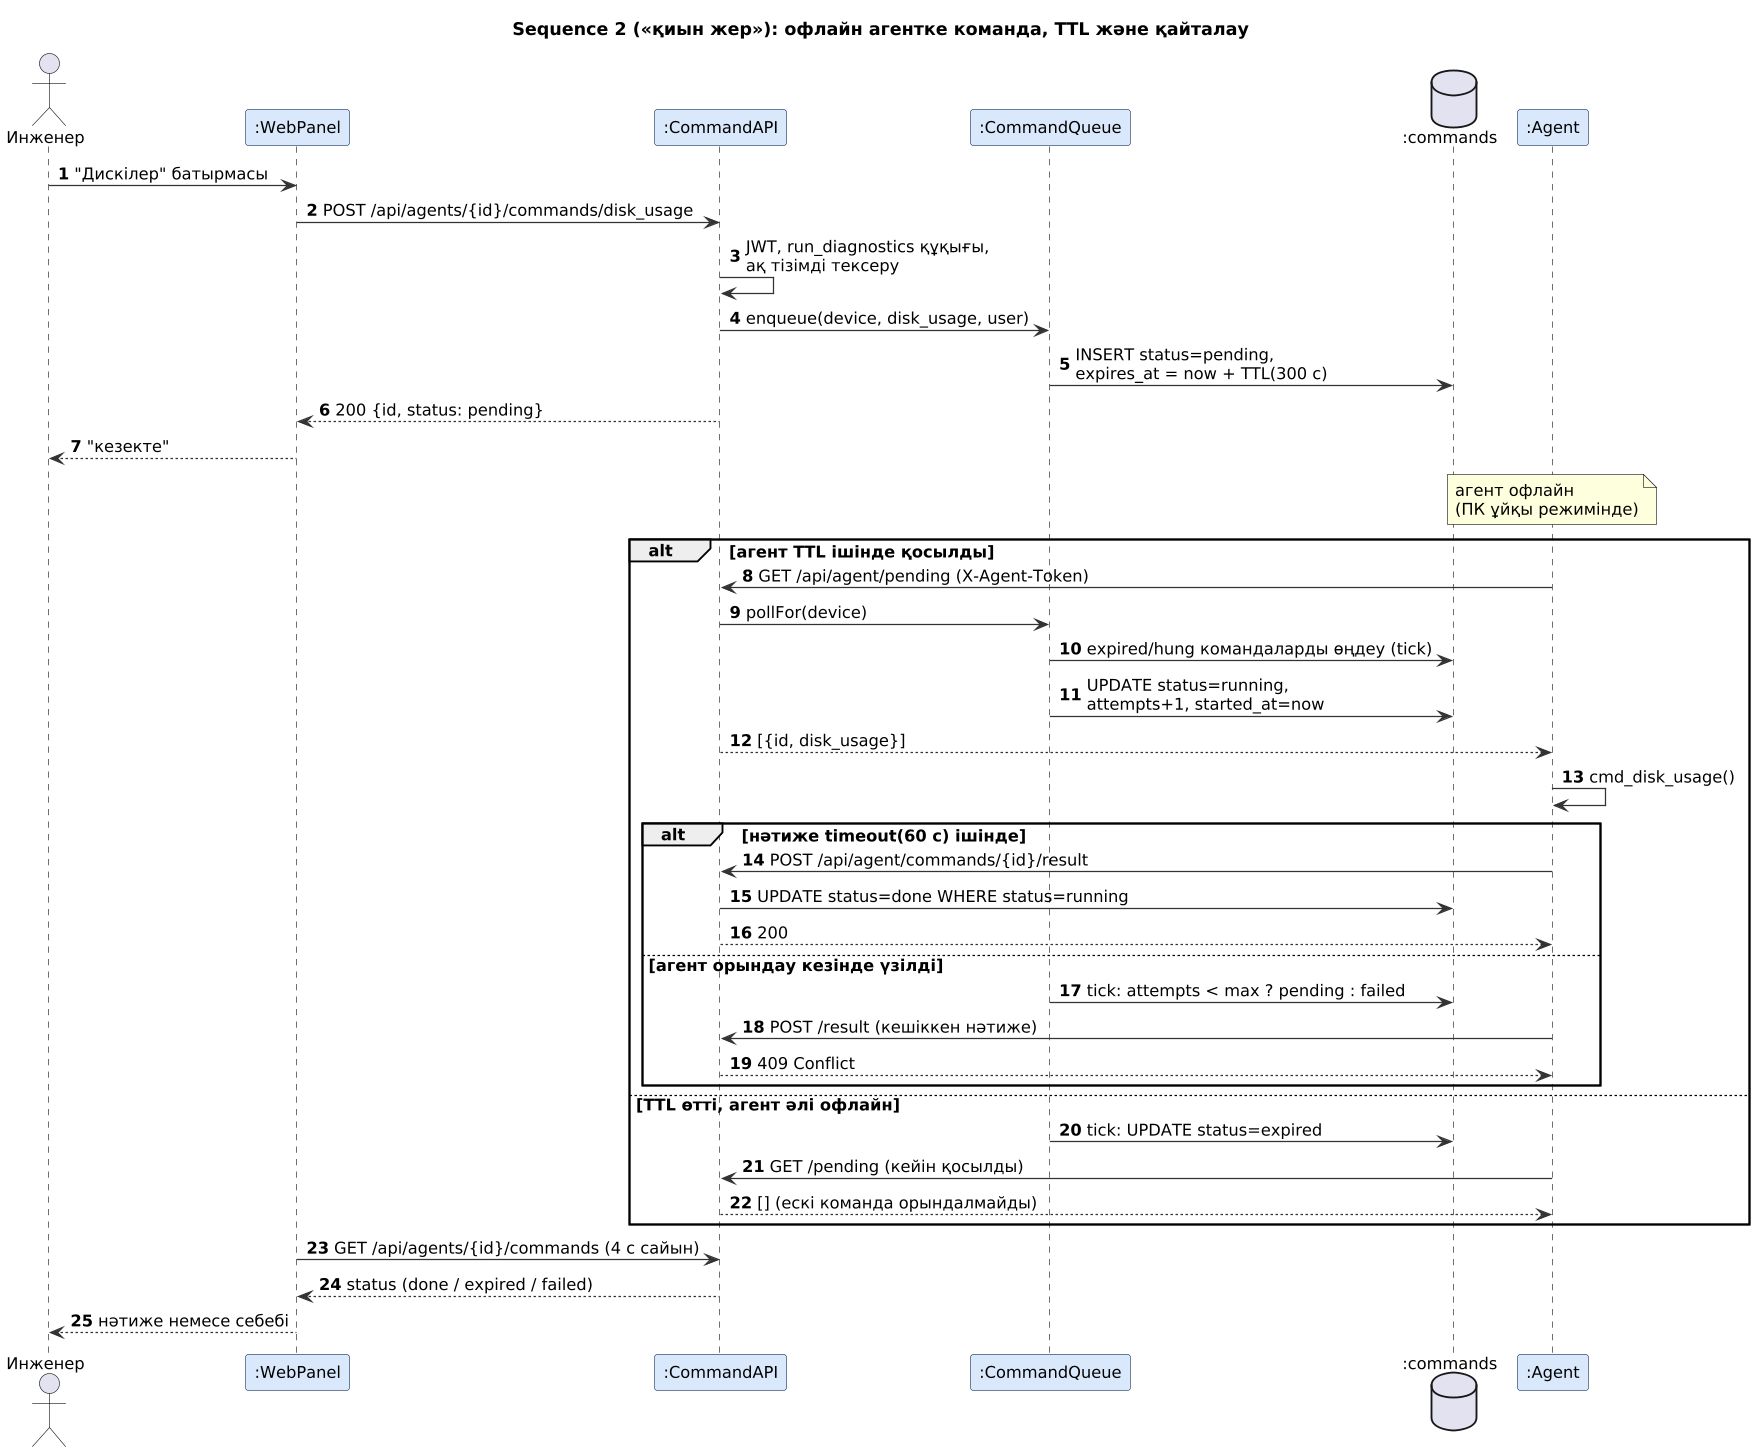 Sequence 2 («қиын жер»): офлайн агентке команда, TTL және қайталау
Инженер
:WebPanel
:CommandAPI
:CommandQueue
:commands
:Agent
1 "Дискілер" батырмасы
2 POST /api/agents/{id}/commands/disk_usage
3 JWT, run_diagnostics құқығы,
ақ тізімді тексеру
4 enqueue(device, disk_usage, user)
5 INSERT status=pending,
expires_at = now + TTL(300 с)
6 200 {id, status: pending}
7 "кезекте"
агент офлайн
(ПК ұйқы режимінде)
alt [агент TTL ішінде қосылды]
8 GET /api/agent/pending (X-Agent-Token)
9 pollFor(device)
10 expired/hung командаларды өңдеу (tick)
11 UPDATE status=running,
attempts+1, started_at=now
12 [{id, disk_usage}]
13 cmd_disk_usage()
alt [нәтиже timeout(60 с) ішінде]
14 POST /api/agent/commands/{id}/result
15 UPDATE status=done WHERE status=running
16 200
[агент орындау кезінде үзілді]
17 tick: attempts < max ? pending : failed
18 POST /result (кешіккен нәтиже)
19 409 Conflict
[TTL өтті, агент әлі офлайн]
20 tick: UPDATE status=expired
21 GET /pending (кейін қосылды)
22 [] (ескі команда орындалмайды)
23 GET /api/agents/{id}/commands (4 с сайын)
24 status (done / expired / failed)
25 нәтиже немесе себебі
Инженер
:WebPanel
:CommandAPI
:CommandQueue
:commands
:Agent